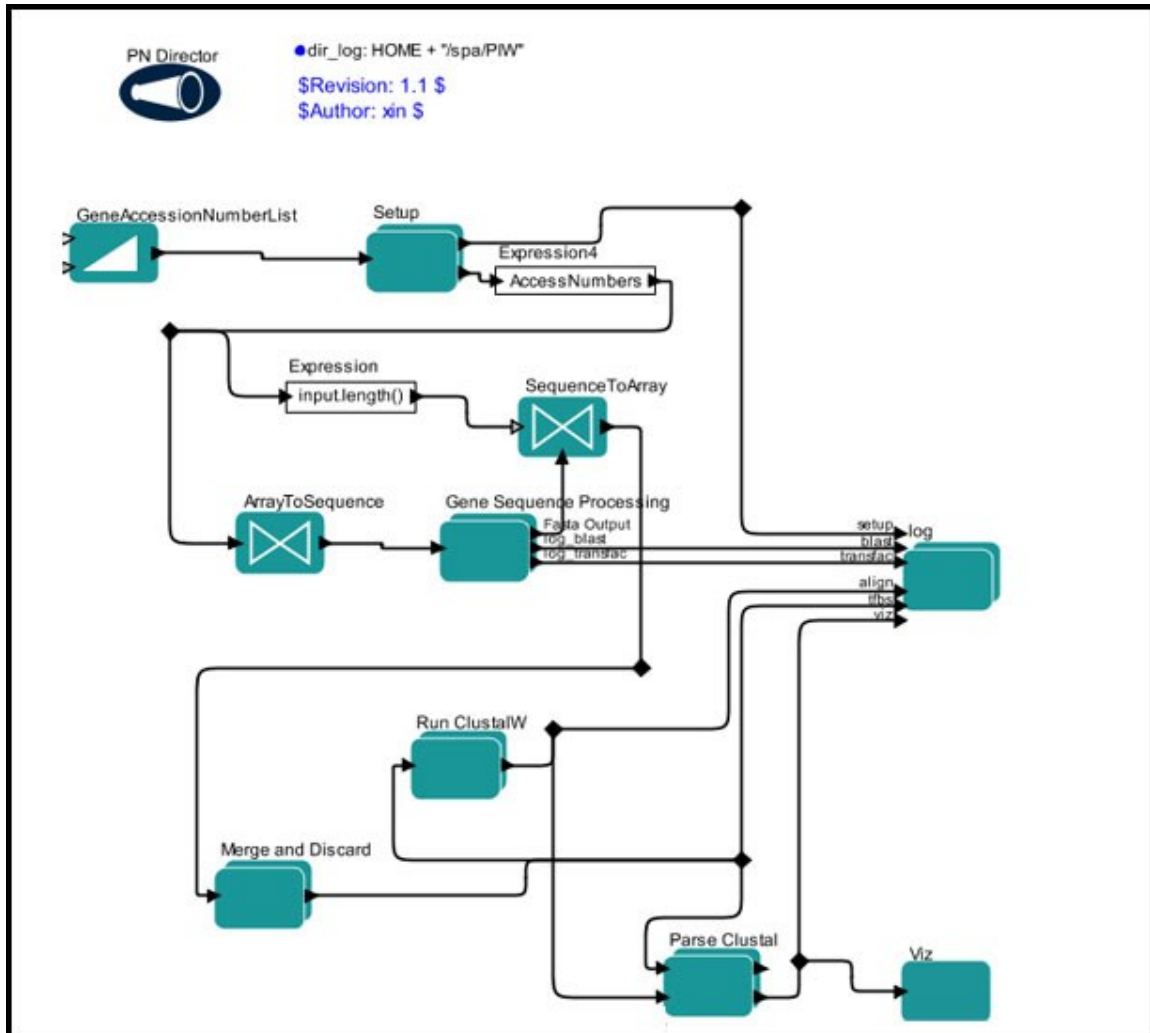 PN Director
dir_log: HOME + "/spa/PIW"
$Revision: 1.1 $
$Author: xin $
GeneAccessionNumberList
Setup
Expression4
AccessNumbers
Expression
input.length()
SequenceToArray
ArrayToSequence
Gene Sequence Processing
Fasta Output
log_blast
log_transfac
setup
log
blast
transfac
align
tfbs
viz
Run ClustalW
Merge and Discard
Parse Clustal
Viz